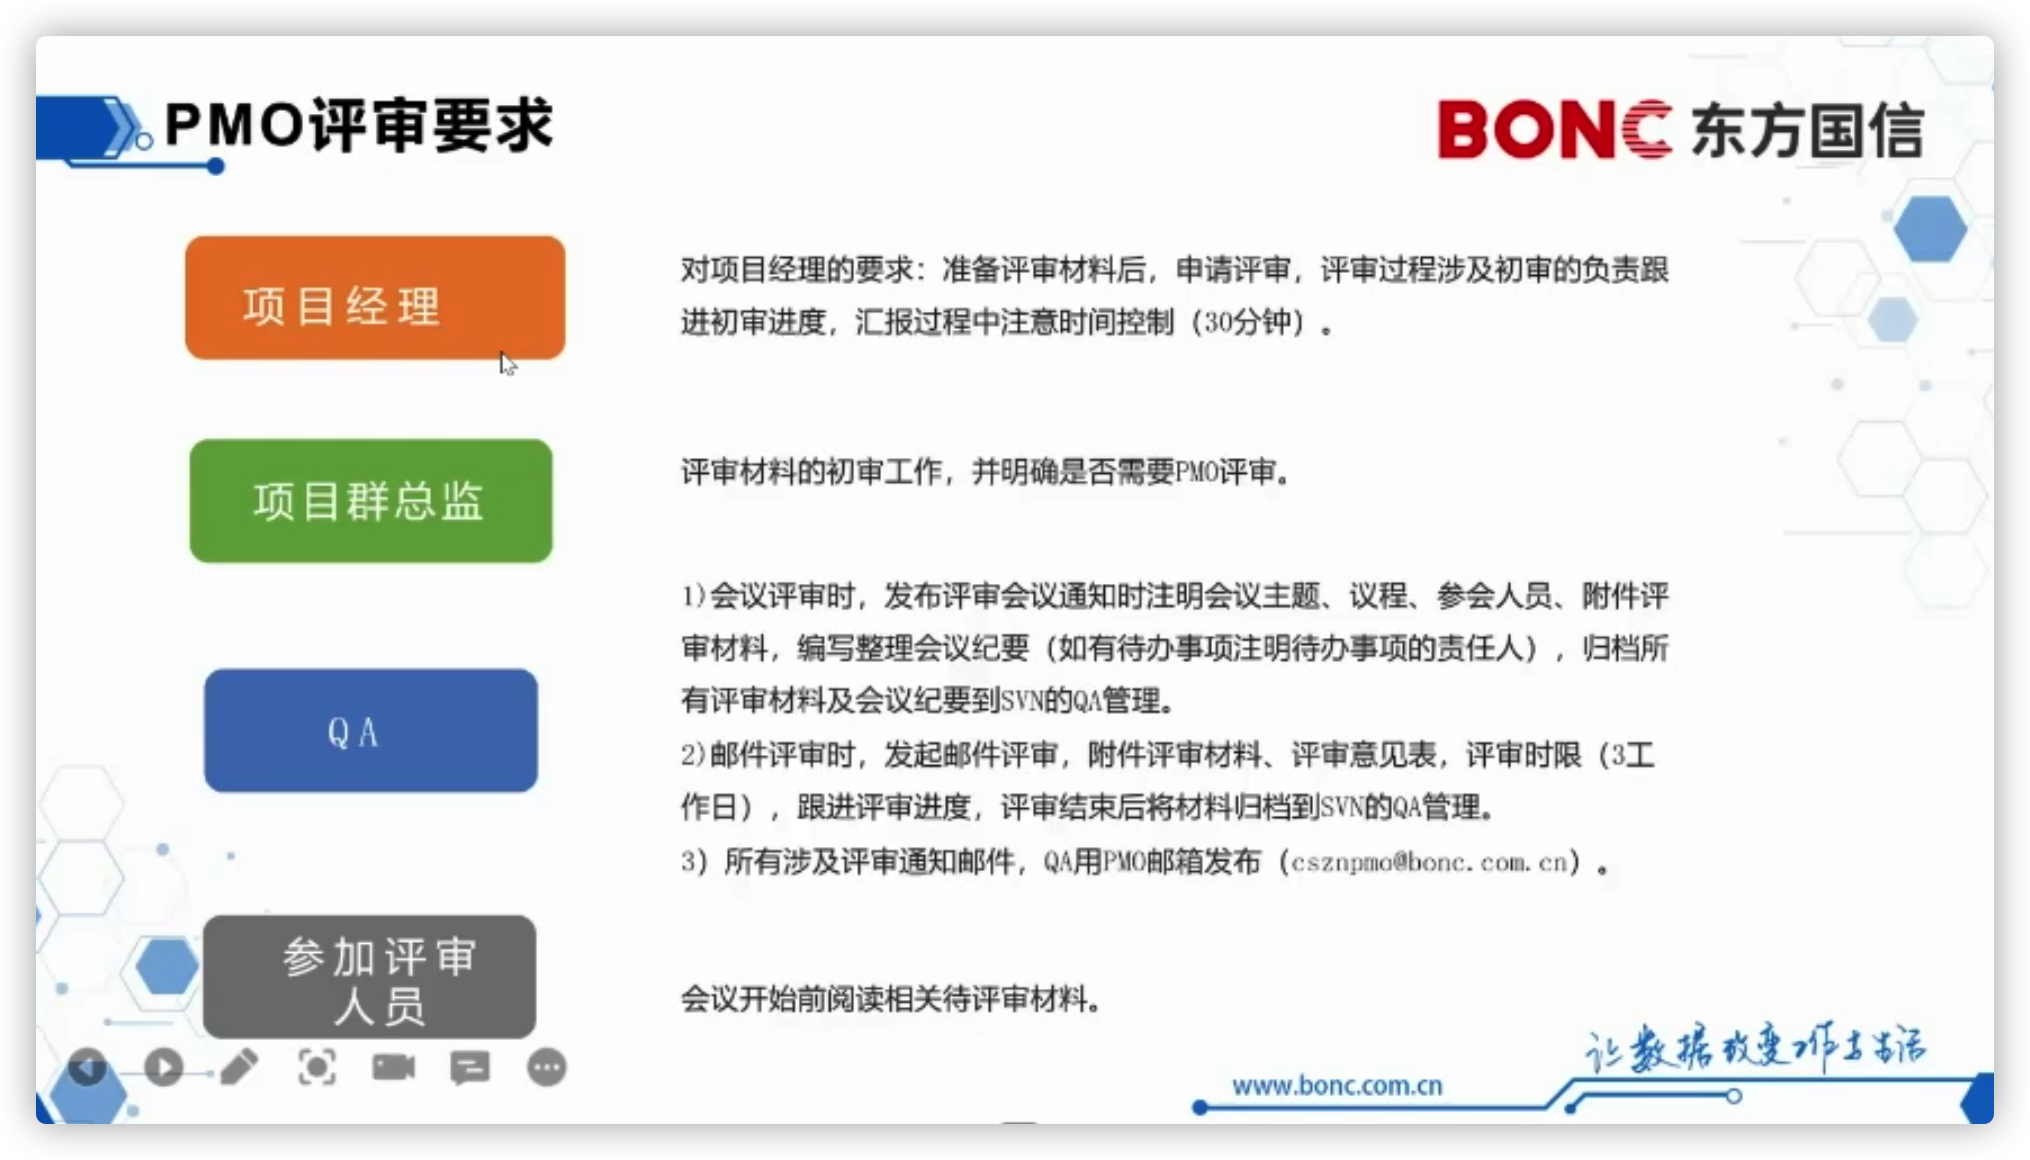 PMO评审要求
BONC 东方国信
项目经理
对项目经理的要求：准备评审材料后，申请评审，评审过程涉及初审的负责跟
进初审进度，汇报过程中注意时间控制（30分钟）。
项目群总监
评审材料的初审工作，并明确是否需要PMO评审。
QA
1)会议评审时，发布评审会议通知时注明会议主题、议程、参会人员、附件评
审材料，编写整理会议纪要（如有待办事项注明待办事项的责任人），归档所
有评审材料及会议纪要到SVN的QA管理。
2)邮件评审时，发起邮件评审，附件评审材料、评审意见表，评审时限（3工
作日），跟进评审进度，评审结束后将材料归档到SVN的QA管理。
3）所有涉及评审通知邮件，QA用PMO邮箱发布（csznpmo@bonc.com.cn）。
参加评审
人员
会议开始前阅读相关待评审材料。
让数据改变工作与生活
www.bonc.com.cn